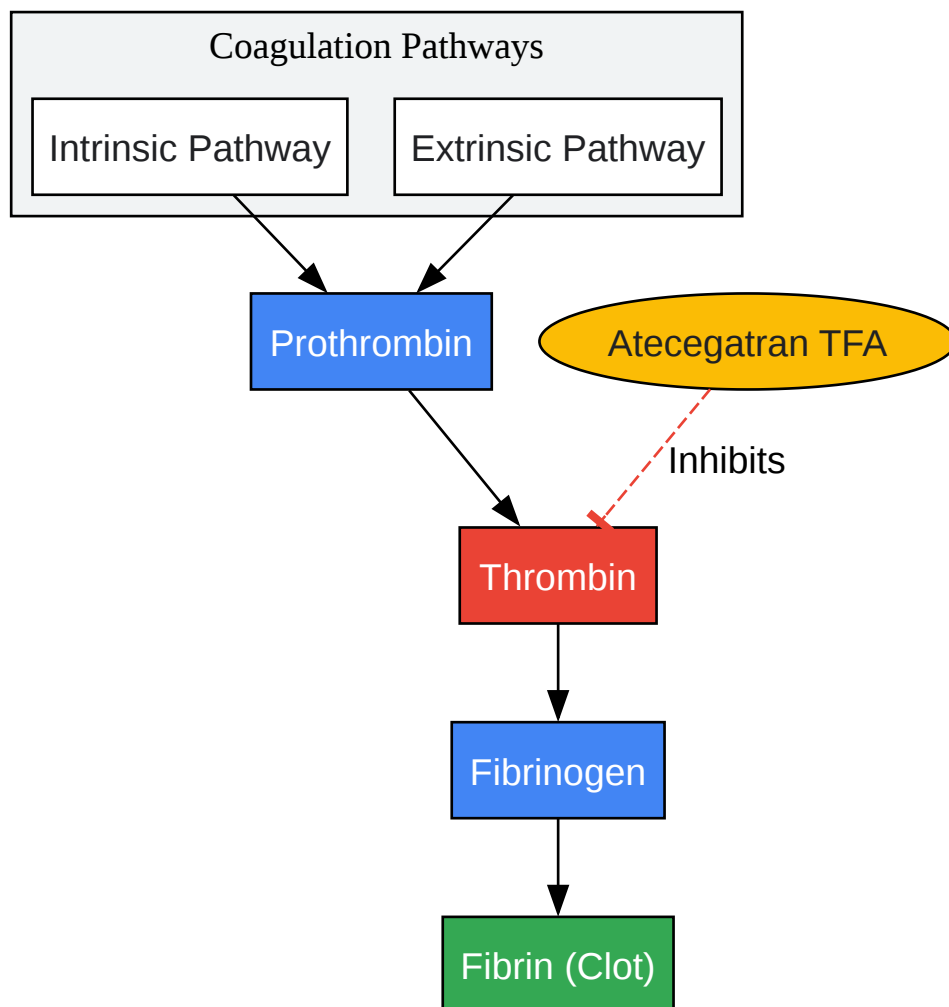 Coagulation Pathways
Intrinsic Pathway
Extrinsic Pathway
Prothrombin
Atecegatran TFA
Inhibits
Thrombin
Fibrinogen
Fibrin (Clot)